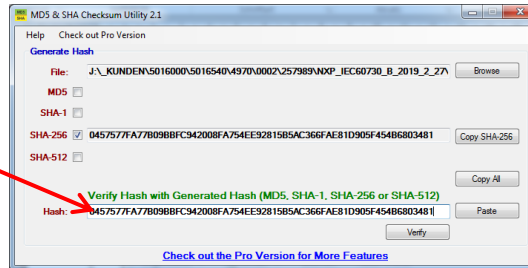 MD5 & SHA Checksum Utility 2.1
Help Check out Pro Version
Generate Hash
File: J:\_KUNDEN\5016000\5016540\4970\0002\257989\NXP_IEC60730_B_2019_2_27\ Browse
MD5
SHA-1
SHA-256 0457577FA77B09BBFC942008FA754EE92815B5AC366FAE81D905F454B6803481 Copy SHA-256
SHA-512
Copy All
Verify Hash with Generated Hash (MD5, SHA-1, SHA-256 or SHA-512)
Hash: 0457577FA77B09BBFC942008FA754EE92815B5AC366FAE81D905F454B6803481 Paste
Verify
Check out the Pro Version for More Features